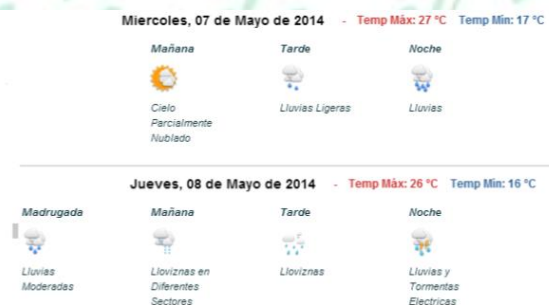 Miercoles, 07 de Mayo de 2014 - Temp Máx: 27 °C Temp Mín: 17 °C
Mañana Tarde Noche
Cielo Parcialmente Nublado
Lluvias Ligeras
Lluvias
Jueves, 08 de Mayo de 2014 - Temp Máx: 26 °C Temp Mín: 16 °C
Madrugada Mañana Tarde Noche
Lluvias Moderadas
Lloviznas en Diferentes Sectores
Lloviznas
Lluvias y Tormentas Electricas